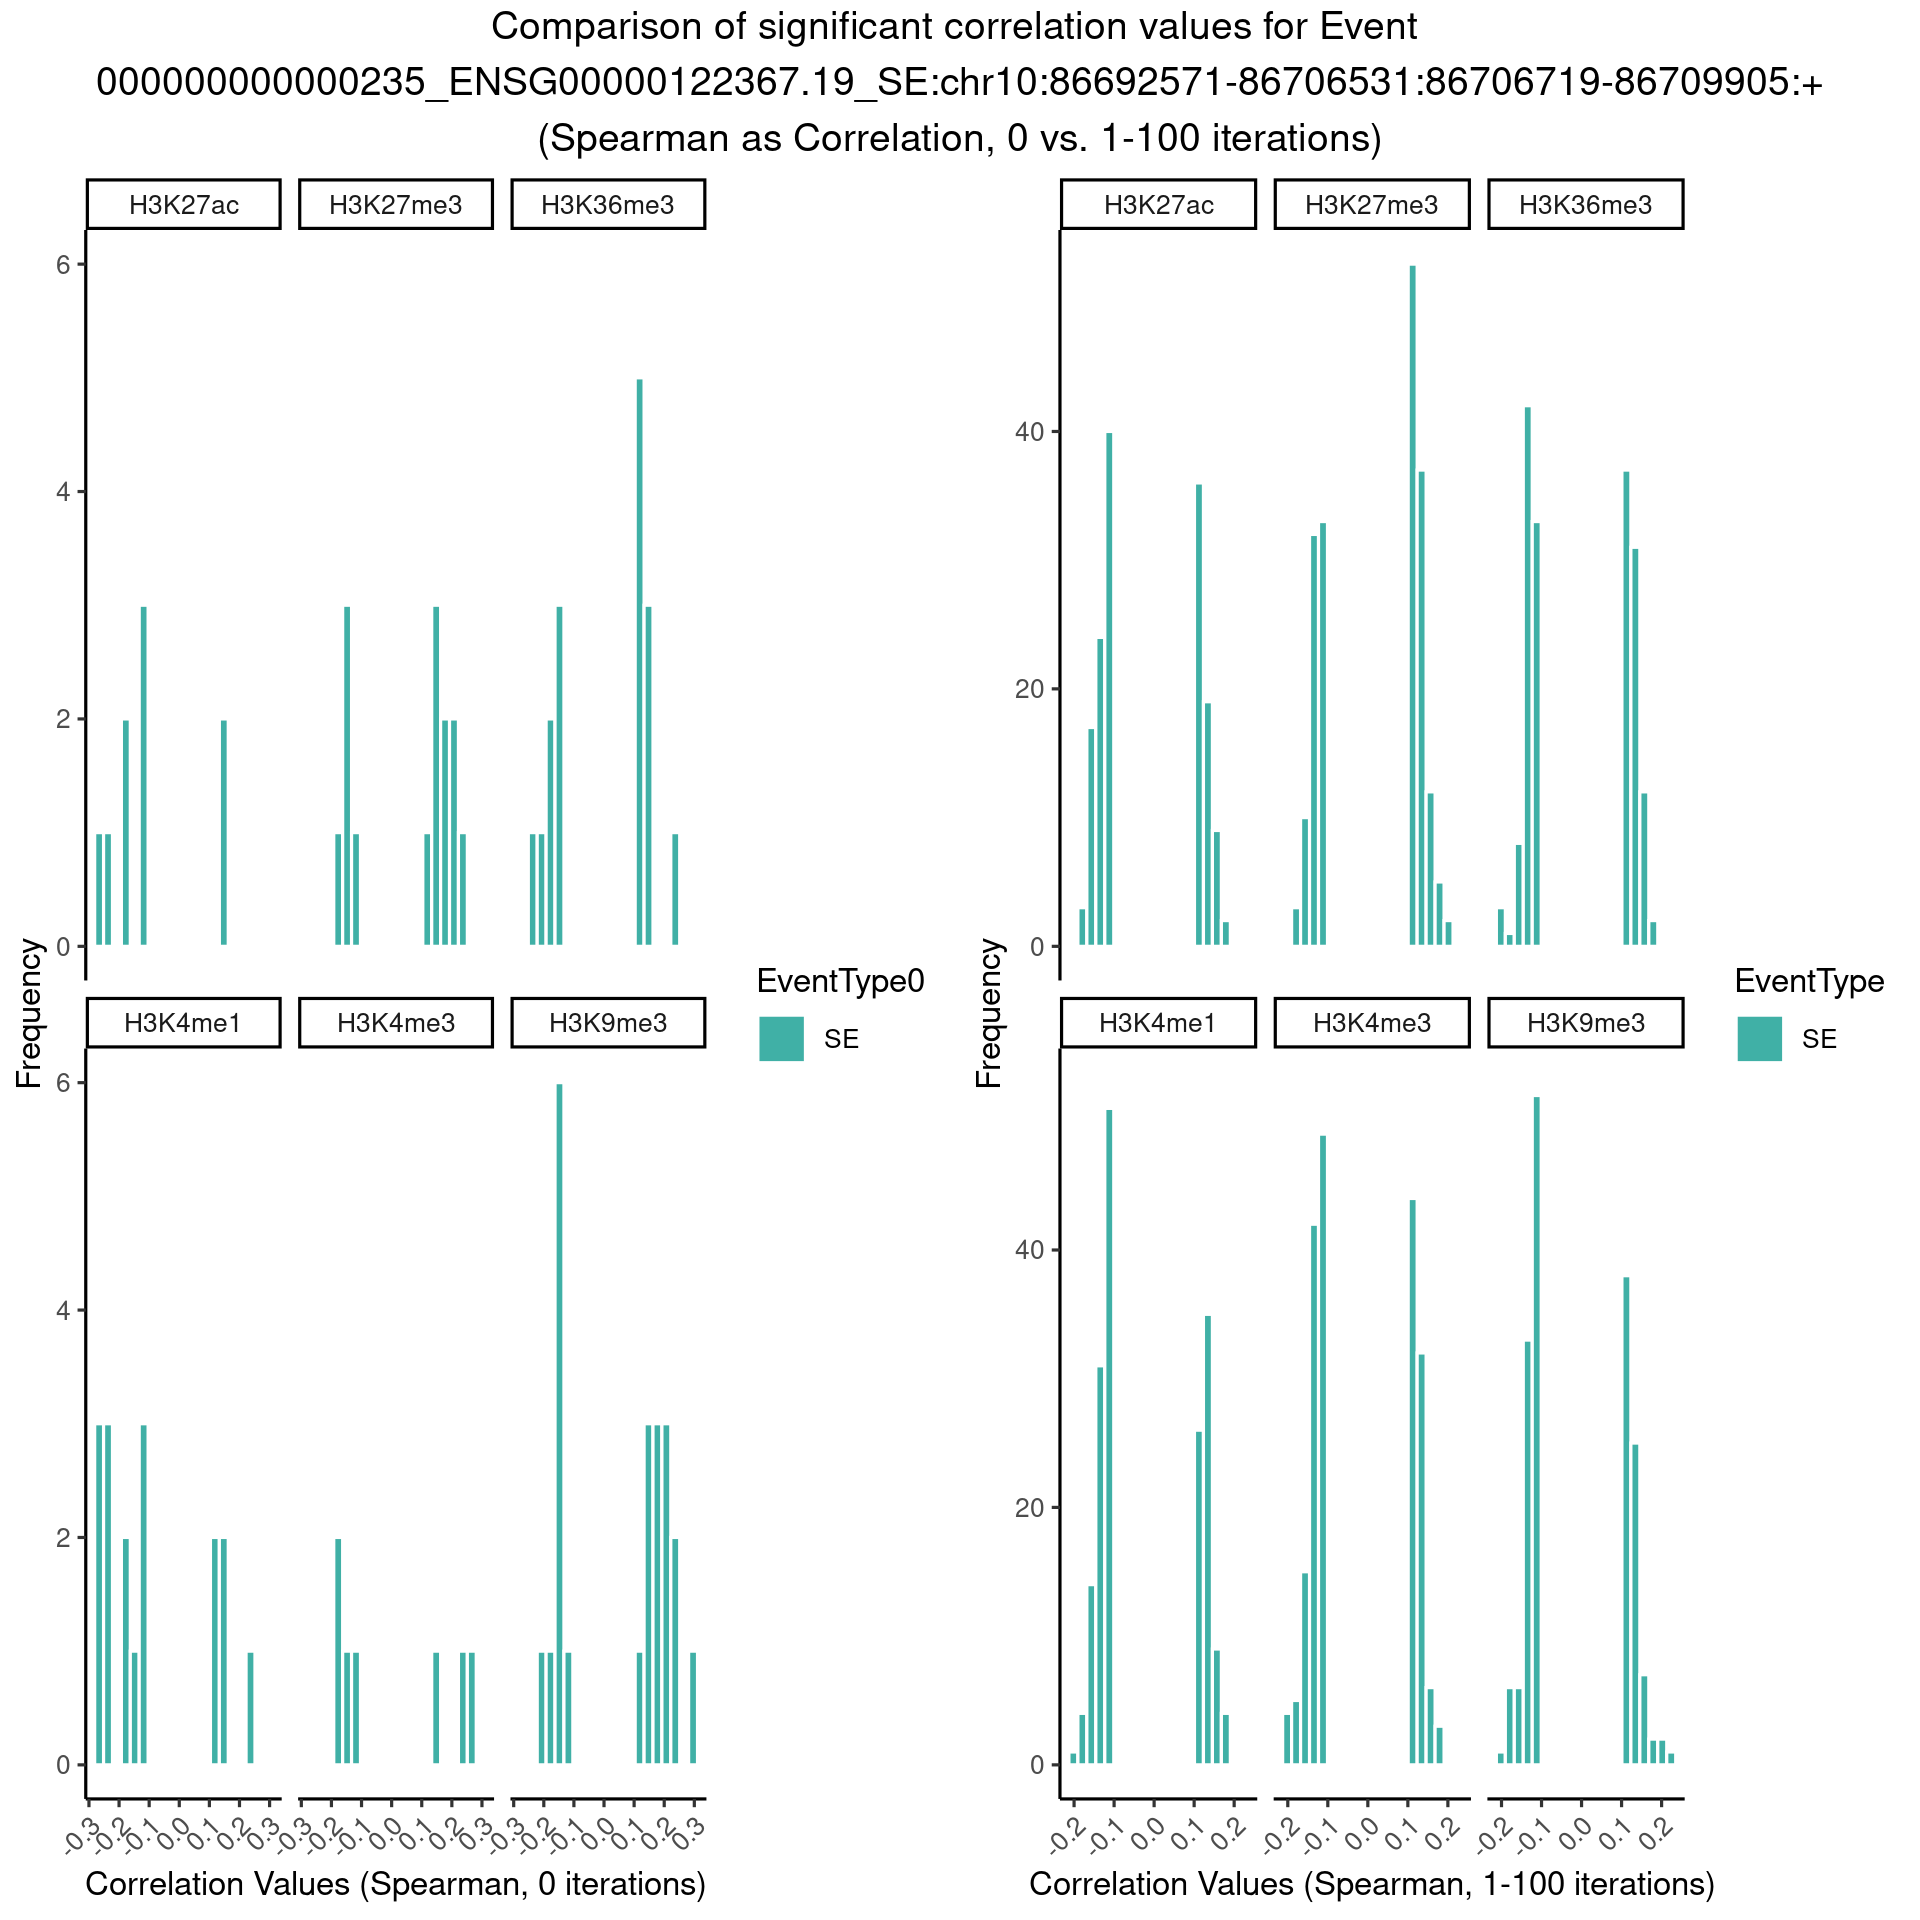 Comparison of significant correlation values for Event
000000000000235_ENSG00000122367.19_SE:chr10:86692571-86706531:86706719-86709905:+
(Spearman as Correlation, 0 vs. 1-100 iterations)
H3K27ac H3K27me3 H3K36me3
6
4
2
0
H3K4me1 H3K4me3 H3K9me3
6
4
2
0
Frequency
-0.3 -0.2 -0.1 0.0 0.1 0.2 0.3 -0.3 -0.2 -0.1 0.0 0.1 0.2 0.3 -0.3 -0.2 -0.1 0.0 0.1 0.2 0.3
Correlation Values (Spearman, 0 iterations)
EventType0
SE
H3K27ac H3K27me3 H3K36me3
40
20
0
H3K4me1 H3K4me3 H3K9me3
40
20
0
Frequency
-0.2 -0.1 0.0 0.1 0.2 -0.2 -0.1 0.0 0.1 0.2 -0.2 -0.1 0.0 0.1 0.2
Correlation Values (Spearman, 1-100 iterations)
EventType
SE